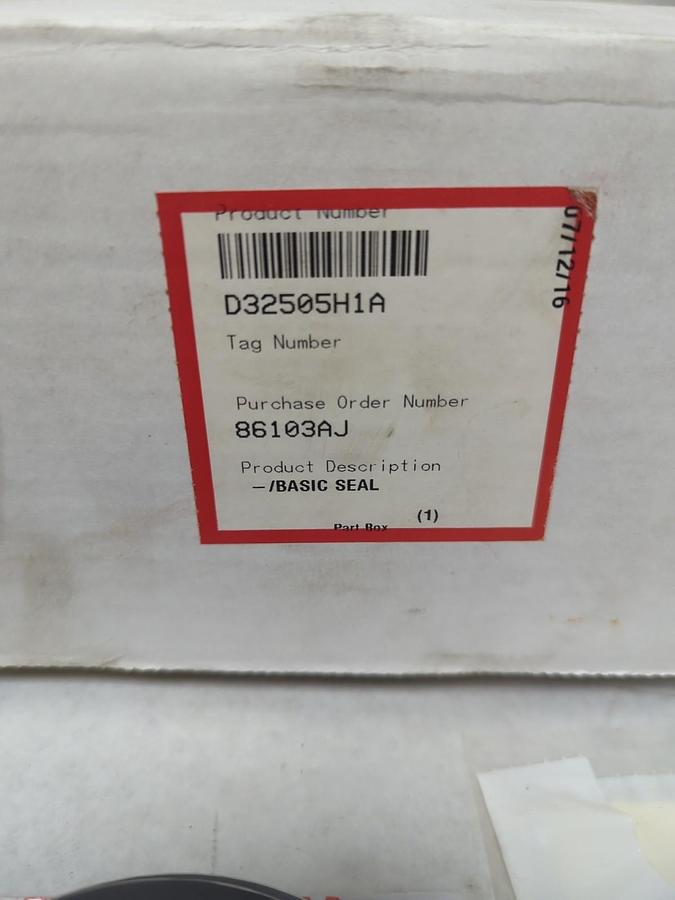 Product Number
07/12/16
D32505H1A
Tag Number
Purchase Order Number
86103AJ
Product Description
-/BASIC SEAL
(1)
Part Box